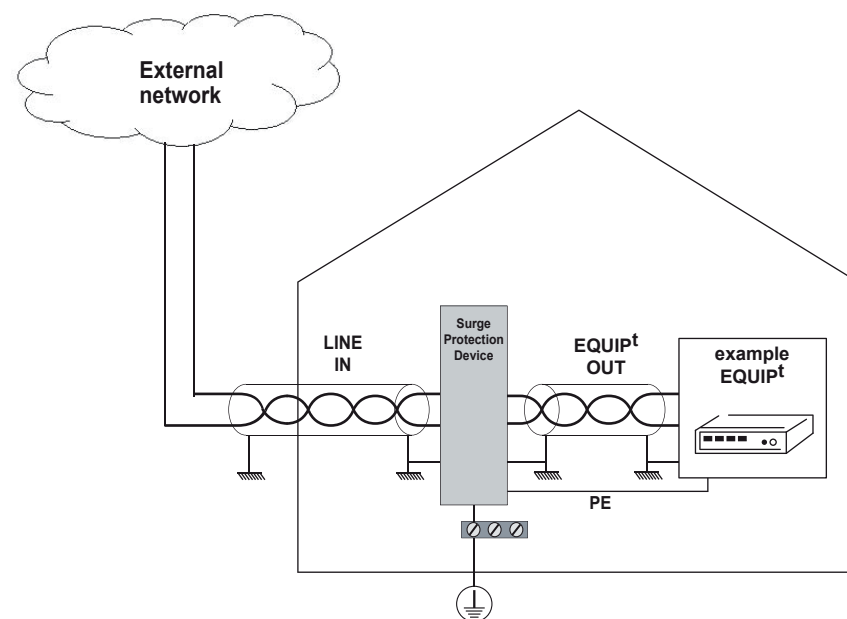 External
network
LINE
IN
Surge
Protection
Device
EQUIPt
OUT
example
EQUIPt
PE